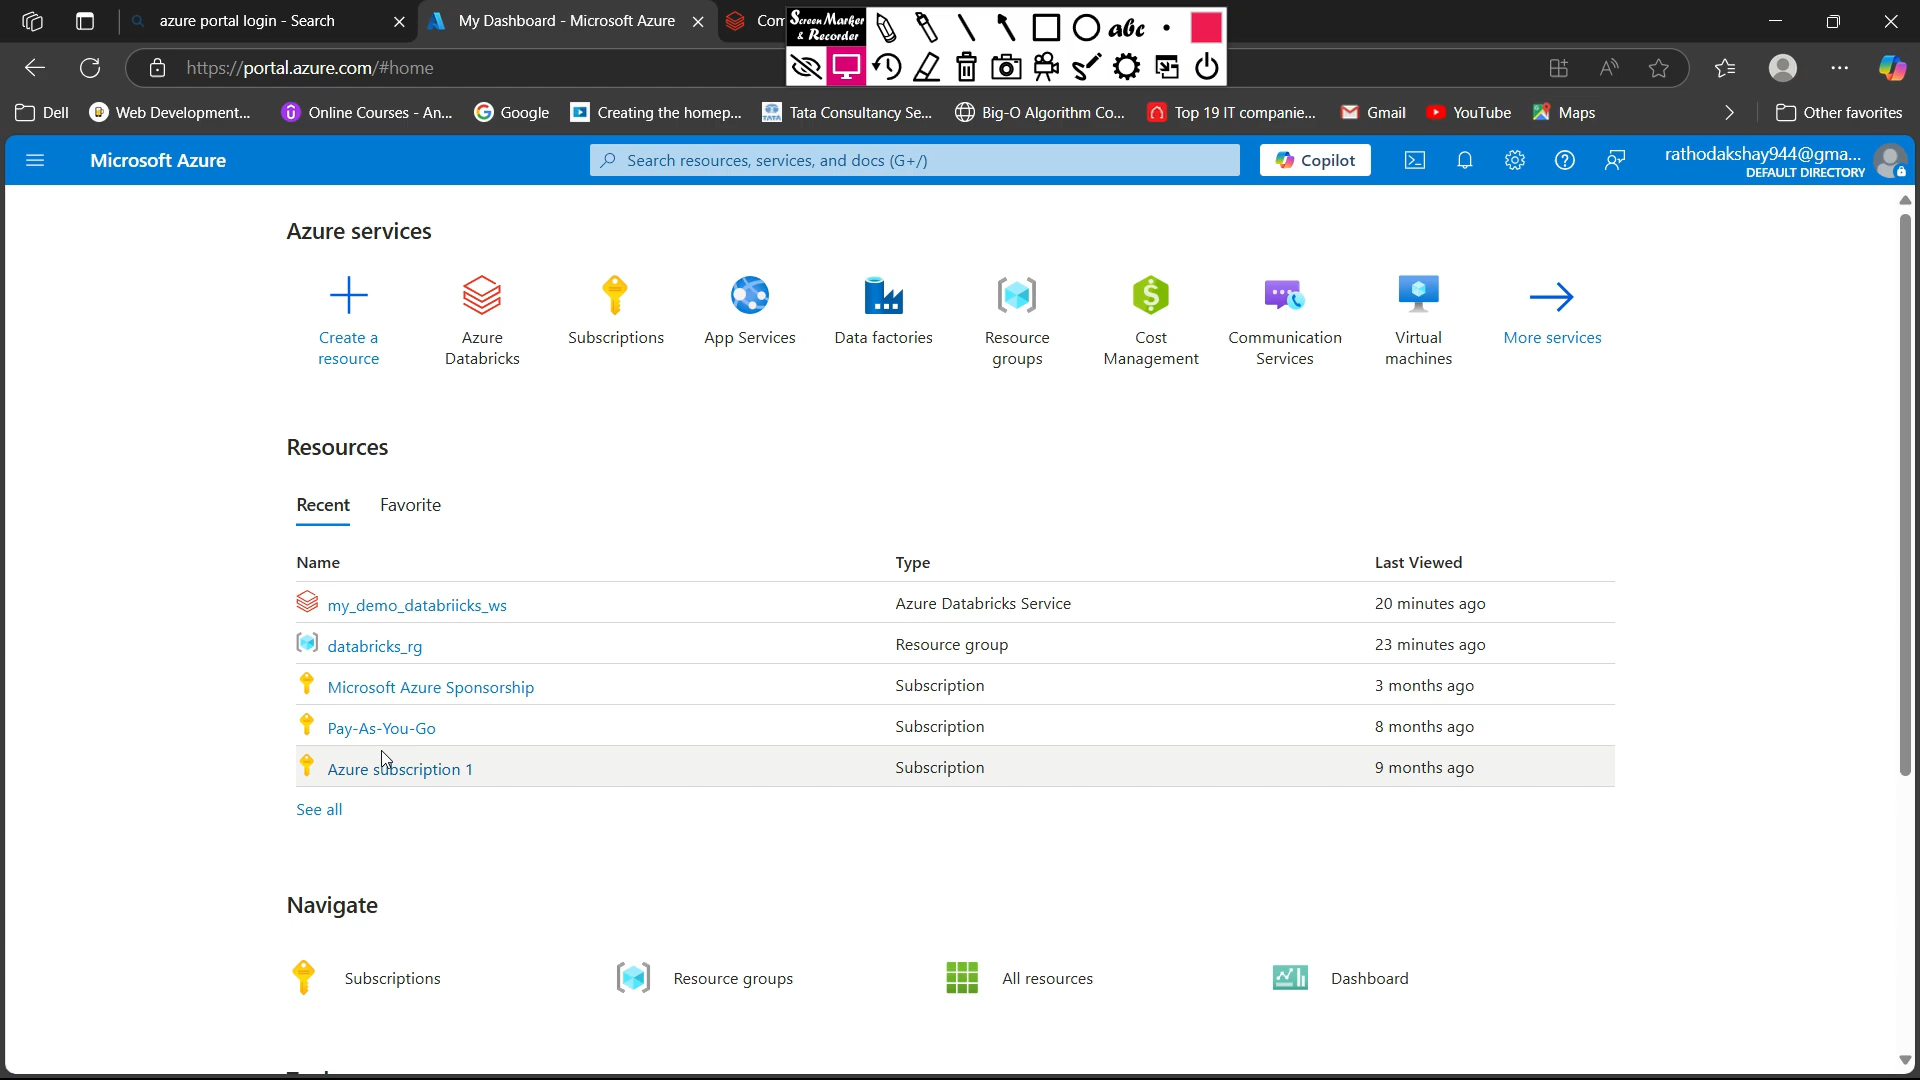 azure portal login - Search
My Dashboard - Microsoft Azure
Com
Screen Marker
& Recorder
abc
https://portal.azure.com/#home
Dell
Web Development...
Online Courses - An...
Google
Creating the homep...
Tata Consultancy Se...
Big-O Algorithm Co...
Top 19 IT companie...
Gmail
YouTube
Maps
Other favorites
Microsoft Azure
Search resources, services, and docs (G+/)
Copilot
rathodakshay944@gma...
DEFAULT DIRECTORY
Azure services
Create a
resource
Azure
Databricks
Subscriptions
App Services
Data factories
Resource
groups
Cost
Management
Communication
Services
Virtual
machines
More services
Resources
Recent
Favorite
Name
Type
Last Viewed
my_demo_databriicks_ws
Azure Databricks Service
20 minutes ago
databricks_rg
Resource group
23 minutes ago
Microsoft Azure Sponsorship
Subscription
3 months ago
Pay-As-You-Go
Subscription
8 months ago
Azure subscription 1
Subscription
9 months ago
See all
Navigate
Subscriptions
Resource groups
All resources
Dashboard